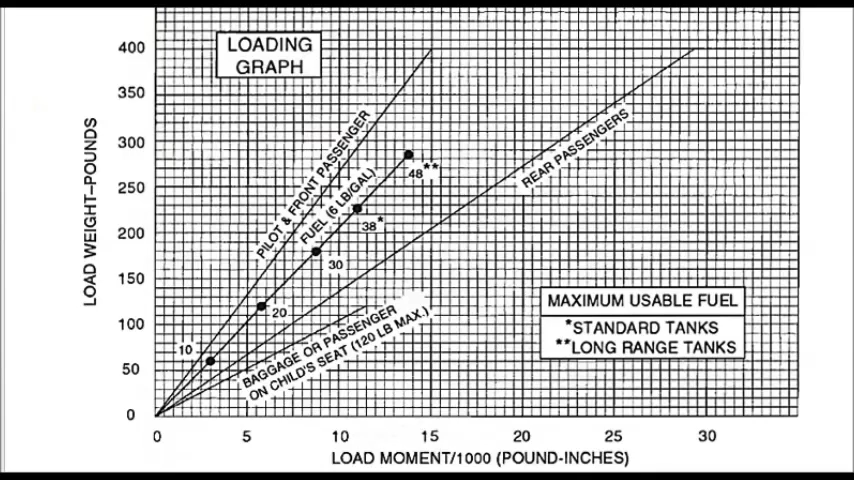 LOADING
GRAPH
400
350
300
250
200
150
100
50
0
LOAD WEIGHT–POUNDS
PILOT & FRONT PASSENGER
FUEL (6 LB/GAL)
REAR PASSENGERS
48**
38*
30
20
10
BAGGAGE OR PASSENGER
ON CHILD'S SEAT (120 LB MAX.)
MAXIMUM USABLE FUEL
*STANDARD TANKS
**LONG RANGE TANKS
0 5 10 15 20 25 30
LOAD MOMENT/1000 (POUND-INCHES)